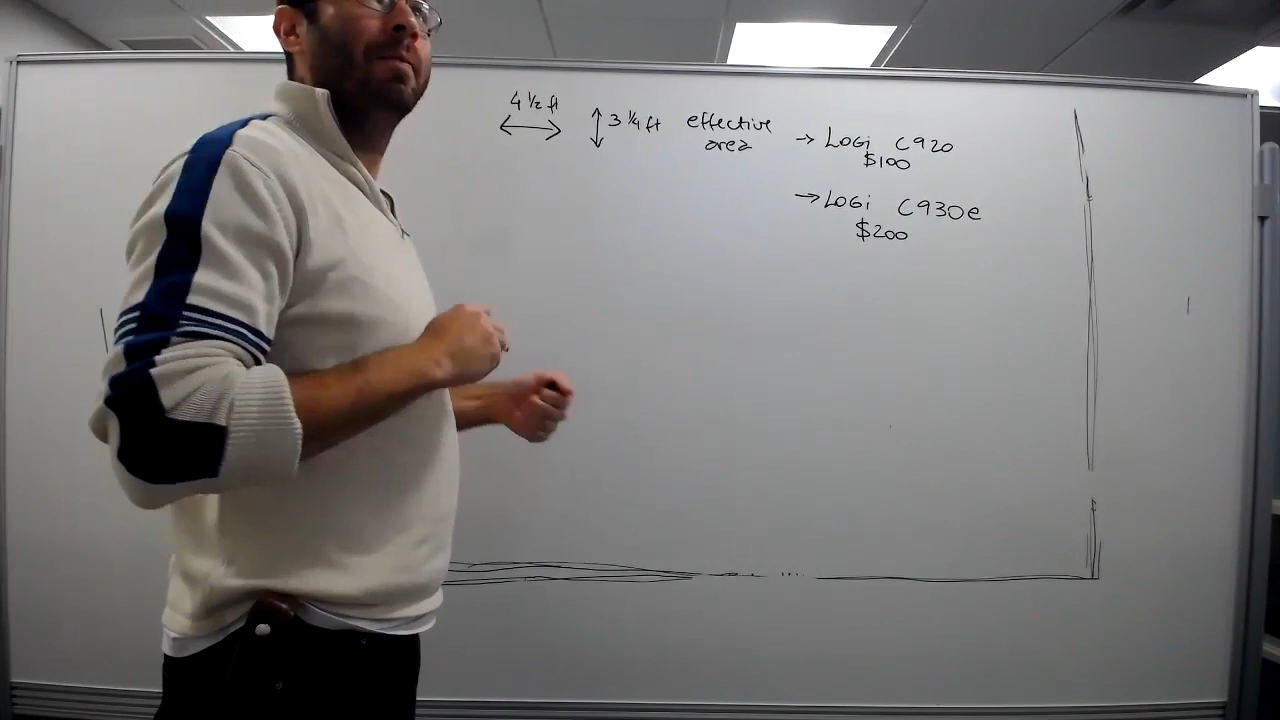 4 ½ ft
3 ¼ ft effective area
→ Logi C920
$100
→ Logi C930e
$200